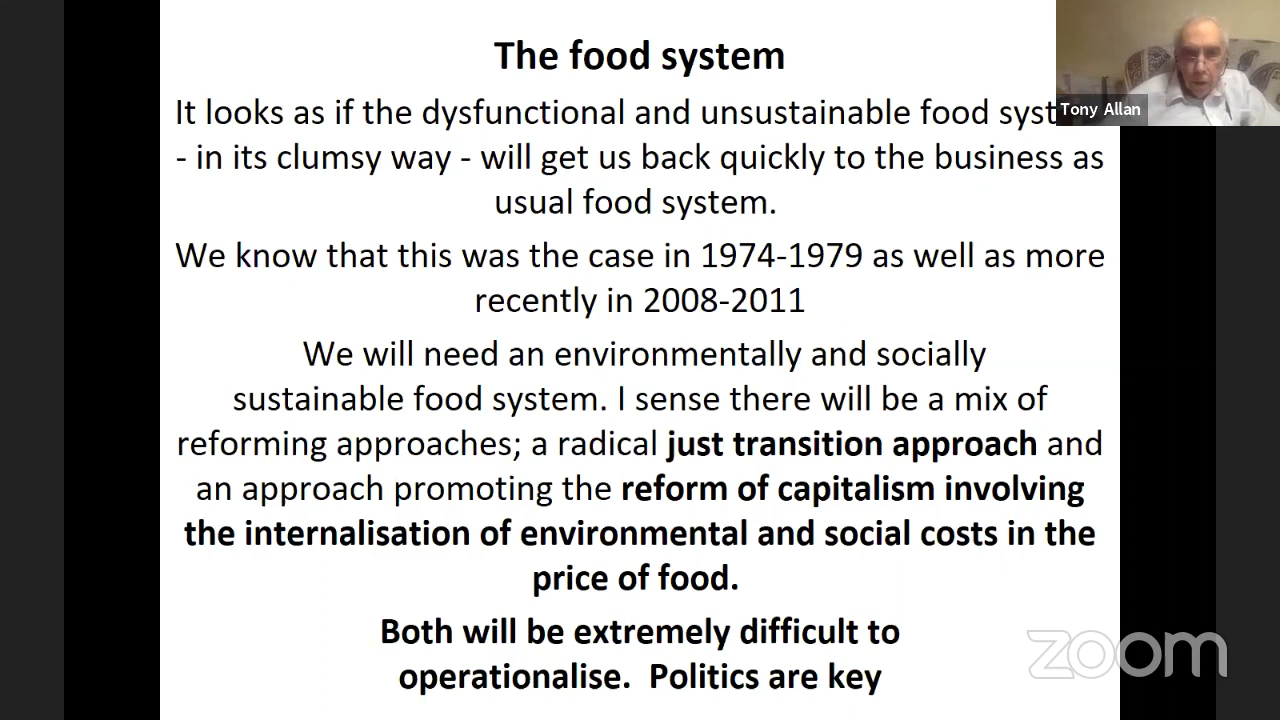 The food system
It looks as if the dysfunctional and unsustainable food
- in its clumsy way - will get us back quickly to the business as
usual food system.
We know that this was the case in 1974-1979 as well as more
recently in 2008-2011
We will need an environmentally and socially
sustainable food system. I sense there will be a mix of
reforming approaches; a radical just transition approach and
an approach promoting the reform of capitalism involving
the internalisation of environmental and social costs in the
price of food.
Both will be extremely difficult to
operationalise. Politics are key
Tony Allan
zoom